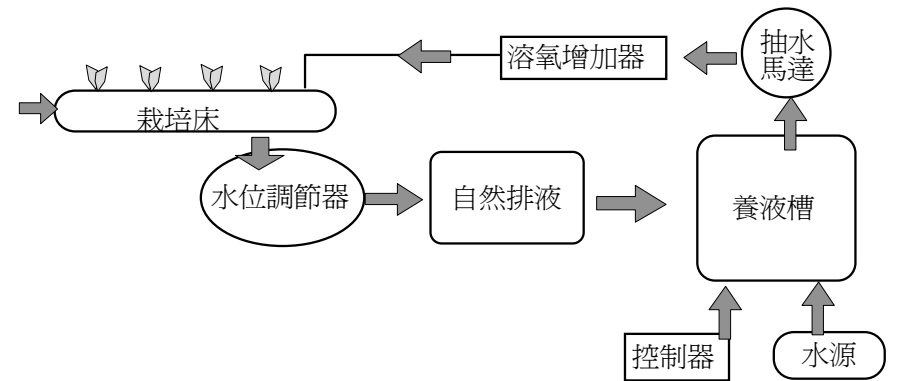 抽水
馬達
溶氧增加器
栽培床
水位調節器
自然排液
養液槽
控制器
水源